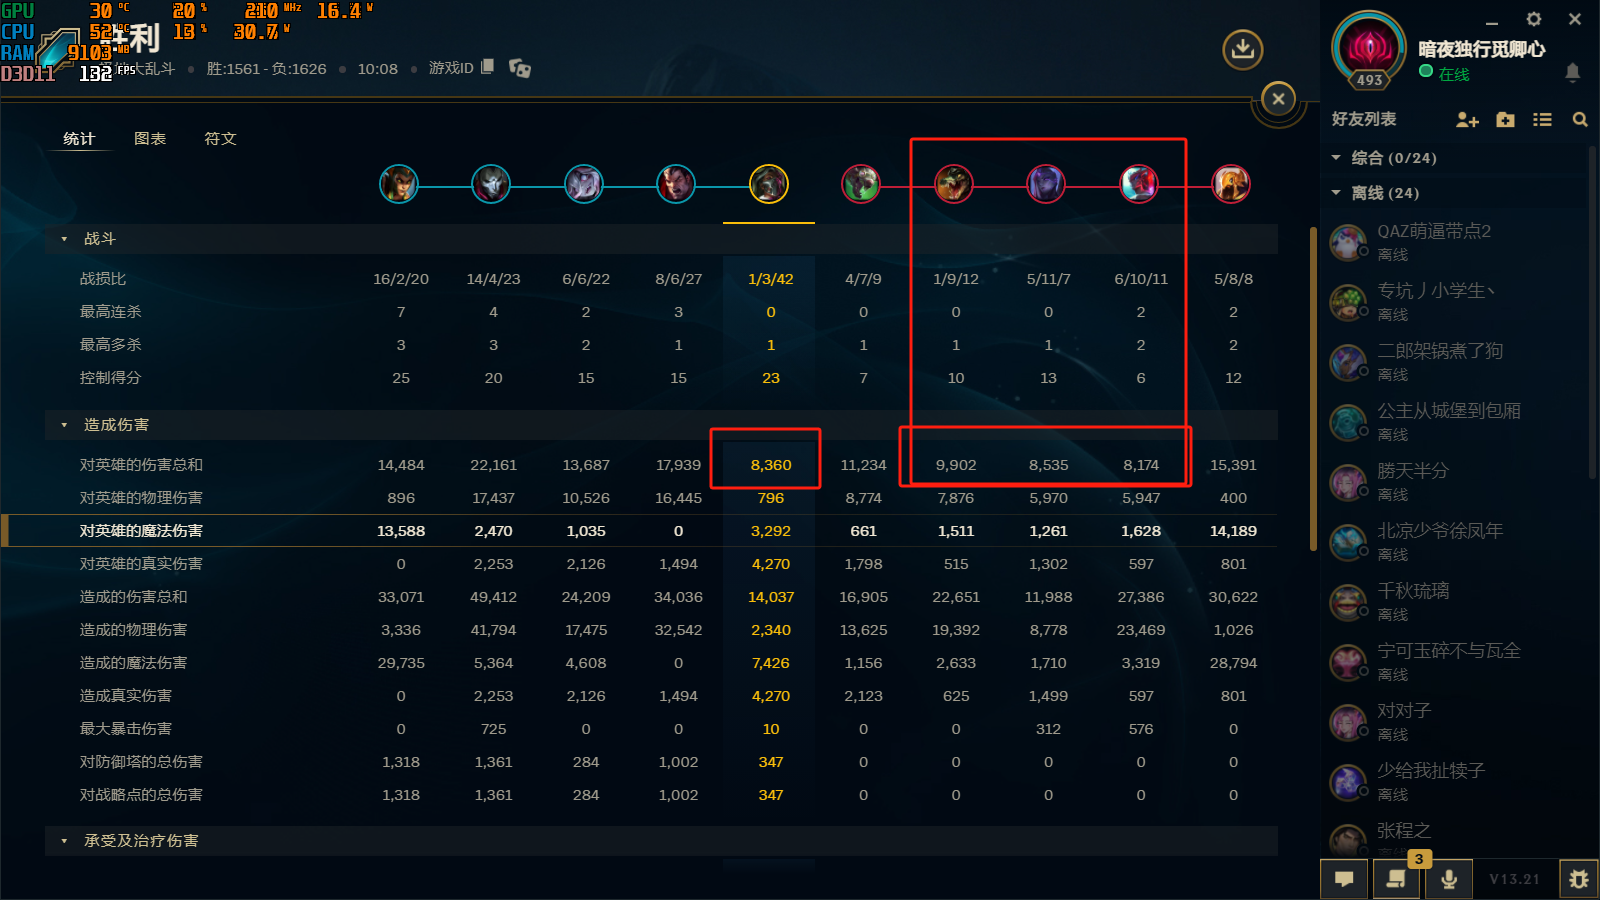 GPU 30 °C 20 % 210 MHz 16.4 W
CPU 52 °C 13 % 30.7 W
RAM 9103 MB
D3D11 132 FPS
胜利
大乱斗 胜:1561 - 负:1626 10:08 游戏ID
统计 图表 符文
战斗
战损比 16/2/20 14/4/23 6/6/22 8/6/27 1/3/42 4/7/9 1/9/12 5/11/7 6/10/11 5/8/8
最高连杀 7 4 2 3 0 0 0 0 2 2
最高多杀 3 3 2 1 1 1 1 1 2 2
控制得分 25 20 15 15 23 7 10 13 6 12
造成伤害
对英雄的伤害总和 14,484 22,161 13,687 17,939 8,360 11,234 9,902 8,535 8,174 15,391
对英雄的物理伤害 896 17,437 10,526 16,445 796 8,774 7,876 5,970 5,947 400
对英雄的魔法伤害 13,588 2,470 1,035 0 3,292 661 1,511 1,261 1,628 14,189
对英雄的真实伤害 0 2,253 2,126 1,494 4,270 1,798 515 1,302 597 801
造成的伤害总和 33,071 49,412 24,209 34,036 14,037 16,905 22,651 11,988 27,386 30,622
造成的物理伤害 3,336 41,794 17,475 32,542 2,340 13,625 19,392 8,778 23,469 1,026
造成的魔法伤害 29,735 5,364 4,608 0 7,426 1,156 2,633 1,710 3,319 28,794
造成真实伤害 0 2,253 2,126 1,494 4,270 2,123 625 1,499 597 801
最大暴击伤害 0 725 0 0 10 0 0 312 576 0
对防御塔的总伤害 1,318 1,361 284 1,002 347 0 0 0 0 0
对战略点的总伤害 1,318 1,361 284 1,002 347 0 0 0 0 0
承受及治疗伤害
493
暗夜独行觅卿心
在线
好友列表
综合 (0/24)
离线 (24)
QAZ萌逼带点2
离线
专坑丿小学生丶
离线
二郎架锅煮了狗
离线
公主从城堡到包厢
离线
勝天半分
离线
北凉少爷徐凤年
离线
千秋琉璃
离线
宁可玉碎不与瓦全
离线
对对子
离线
少给我扯犊子
离线
张程之
离线
3
V13.21